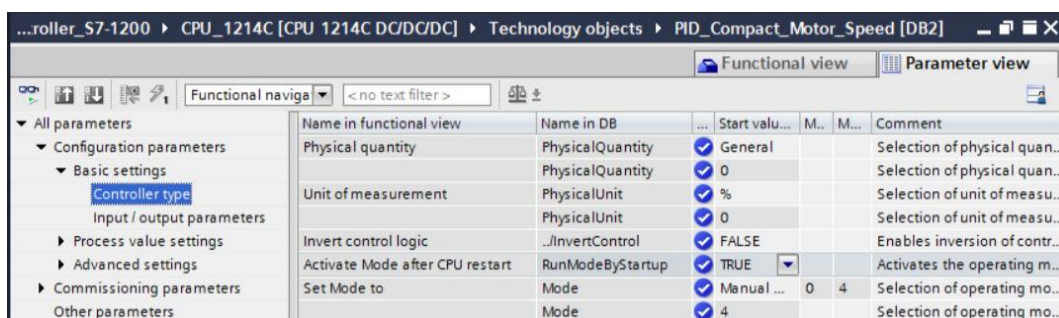 ...roller_S7-1200 ▸ CPU_1214C [CPU 1214C DC/DC/DC] ▸ Technology objects ▸ PID_Compact_Motor_Speed [DB2]
Functional view Parameter view
Functional naviga <no text filter>
All parameters Name in functional view Name in DB ... Start valu... M... M... Comment
Configuration parameters Physical quantity PhysicalQuantity General Selection of physical quan...
Basic settings PhysicalQuantity 0 Selection of physical quan...
Controller type Unit of measurement PhysicalUnit % Selection of unit of measu...
Input / output parameters PhysicalUnit 0 Selection of unit of measu...
Process value settings Invert control logic ../InvertControl FALSE Enables inversion of contr...
Advanced settings Activate Mode after CPU restart RunModeByStartup TRUE Activates the operating m...
Commissioning parameters Set Mode to Mode Manual ... 0 4 Selection of operating mo...
Other parameters Mode 4 Selection of operating mo...